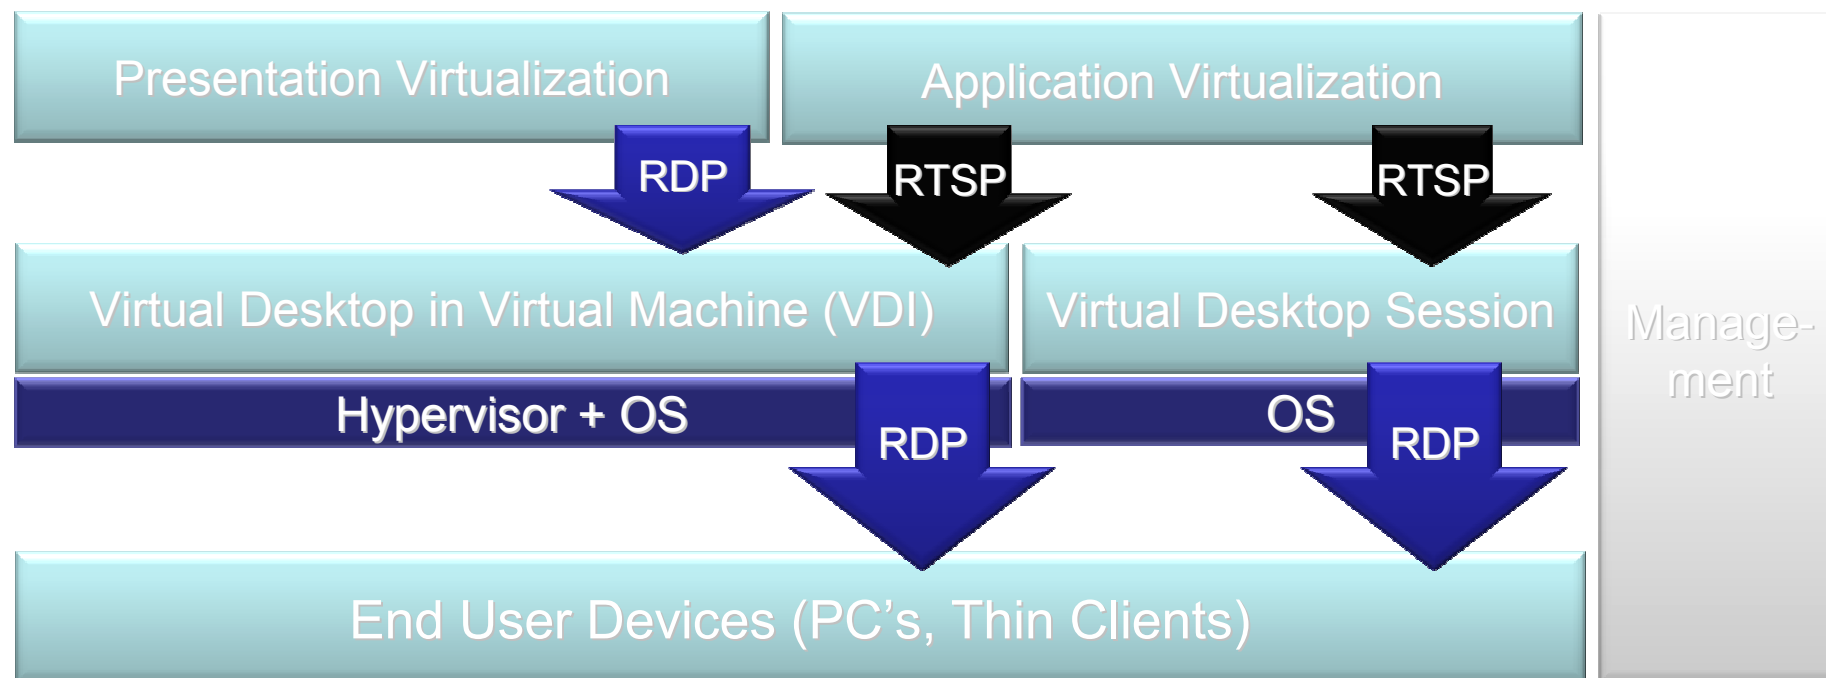 Presentation Virtualization
Application Virtualization
RDP
RTSP
RTSP
Virtual Desktop in Virtual Machine (VDI)
Virtual Desktop Session
Manage-
ment
Hypervisor + OS
OS
RDP
RDP
End User Devices (PC’s, Thin Clients)